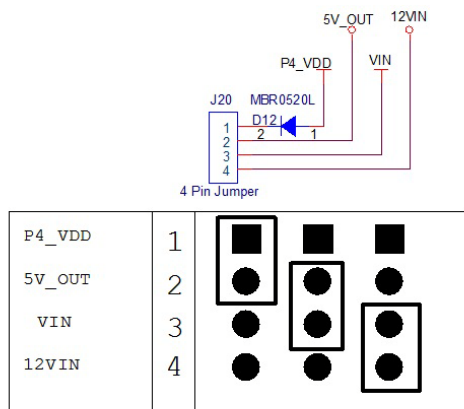 5V_OUT 12VIN
P4_VDD VIN
J20 MBR0520L
D12
1 2 1
2
3
4
4 Pin Jumper
P4_VDD 1
5V_OUT 2
VIN 3
12VIN 4